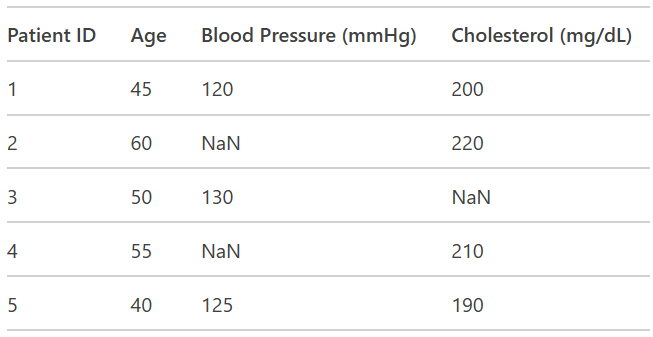 Patient ID Age Blood Pressure (mmHg) Cholesterol (mg/dL)
1 45 120 200
2 60 NaN 220
3 50 130 NaN
4 55 NaN 210
5 40 125 190